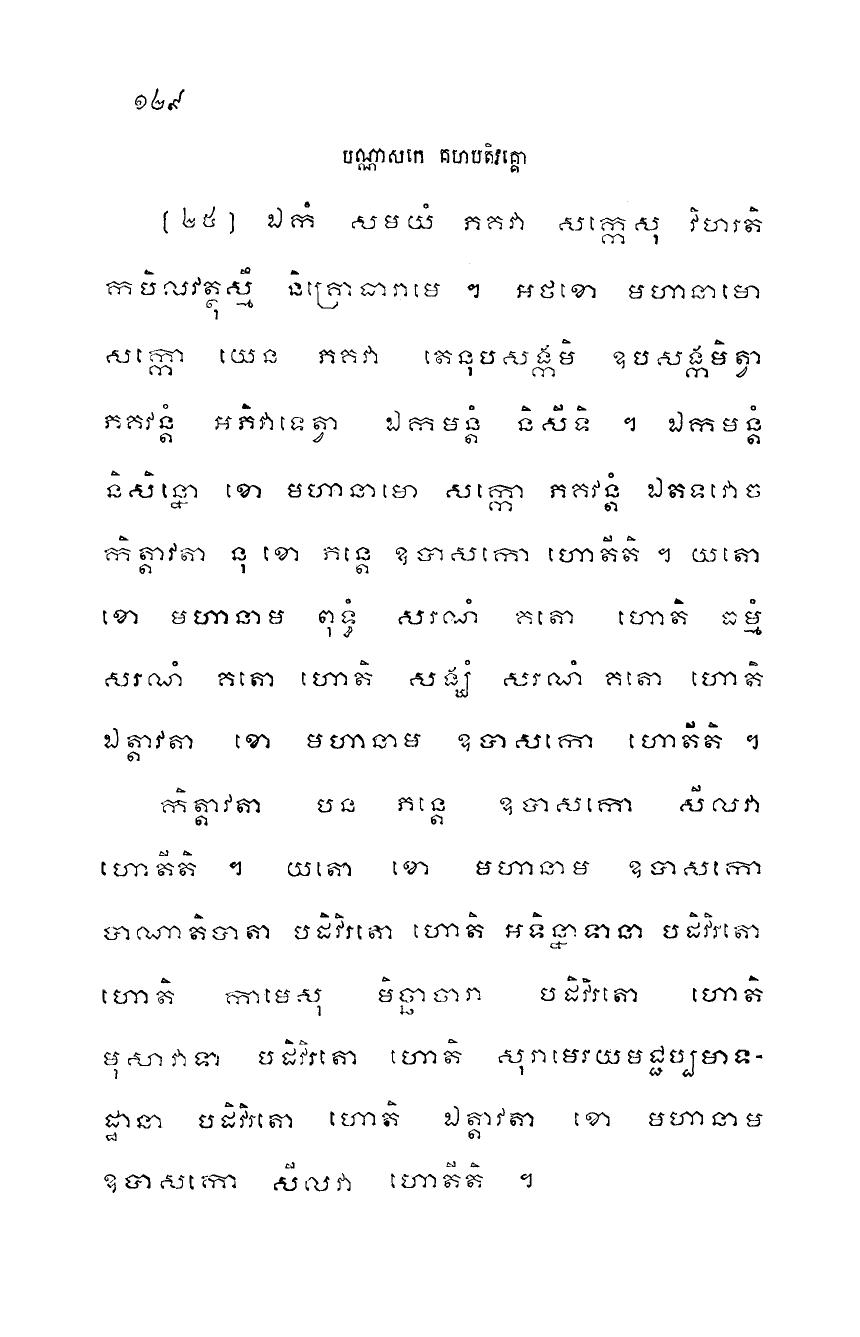 ១២៩
បណ្ណាសកេ គហបតិវគ្គោ
[២៥] ឯកំ សមយំ ភគវា សក្កេសុ វិហរតិ
កបិលវត្ថុស្មឹ និគ្រោធារាមេ ។ អថខោ មហានាមោ
សក្កោ យេន ភគវា តេនុបសង្កមិ ឧបសង្កមិត្វា
ភគវន្តំ អភិវាទេត្វា ឯកមន្តំ និសីទិ ។ ឯកមន្តំ
និសិន្នោ ខោ មហានាមោ សក្កោ ភគវន្តំ ឯតទវោច
កិត្តាវតា នុ ខោ ភន្តេ ឧបាសកោ ហោតីតិ ។ យតោ
ខោ មហានាម ពុទ្ធំ សរណំ គតោ ហោតិ ធម្មំ
សរណំ គតោ ហោតិ សង្ឃំ សរណំ គតោ ហោតិ
ឯត្តាវតា ខោ មហានាម ឧបាសកោ ហោតីតិ ។
កិត្តាវតា បន ភន្តេ ឧបាសកោ សីលវា
ហោតីតិ ។ យតោ ខោ មហានាម ឧបាសកោ
បាណាតិបាតា បដិវិរតោ ហោតិ អទិន្នាទានា បដិវិរតោ
ហោតិ កាមេសុ មិច្ឆាចារា បដិវិរតោ ហោតិ
មុសាវាទា បដិវិរតោ ហោតិ សុរាមេរយមជ្ជប្បមាទ-
ដ្ឋានា បដិវិរតោ ហោតិ ឯត្តាវតា ខោ មហានាម
ឧបាសកោ សីលវា ហោតីតិ ។